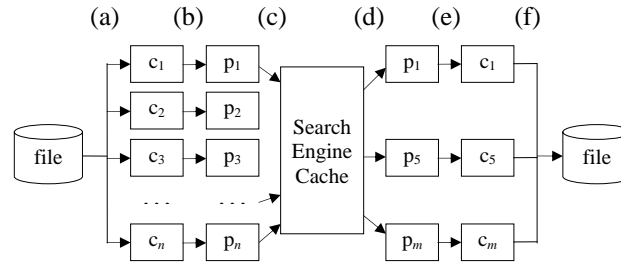 (a) (b) (c) (d) (e) (f)
c1 p1 p1 c1
c2 p2
file c3 p3 Search Engine Cache p5 c5 file
... ...
cn pn pm cm